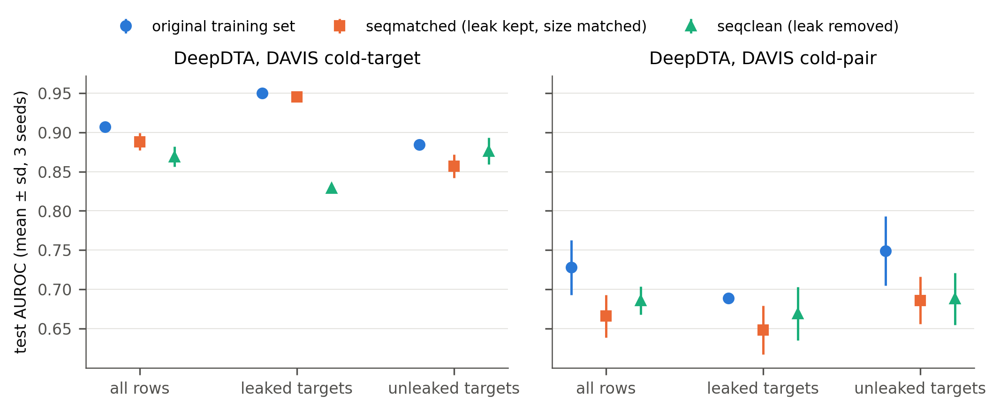 original training set
seqmatched (leak kept, size matched)
seqclean (leak removed)
DeepDTA, DAVIS cold-target
DeepDTA, DAVIS cold-pair
test AUROC (mean ± sd, 3 seeds)
0.95
0.90
0.85
0.80
0.75
0.70
0.65
all rows
leaked targets
unleaked targets
all rows
leaked targets
unleaked targets